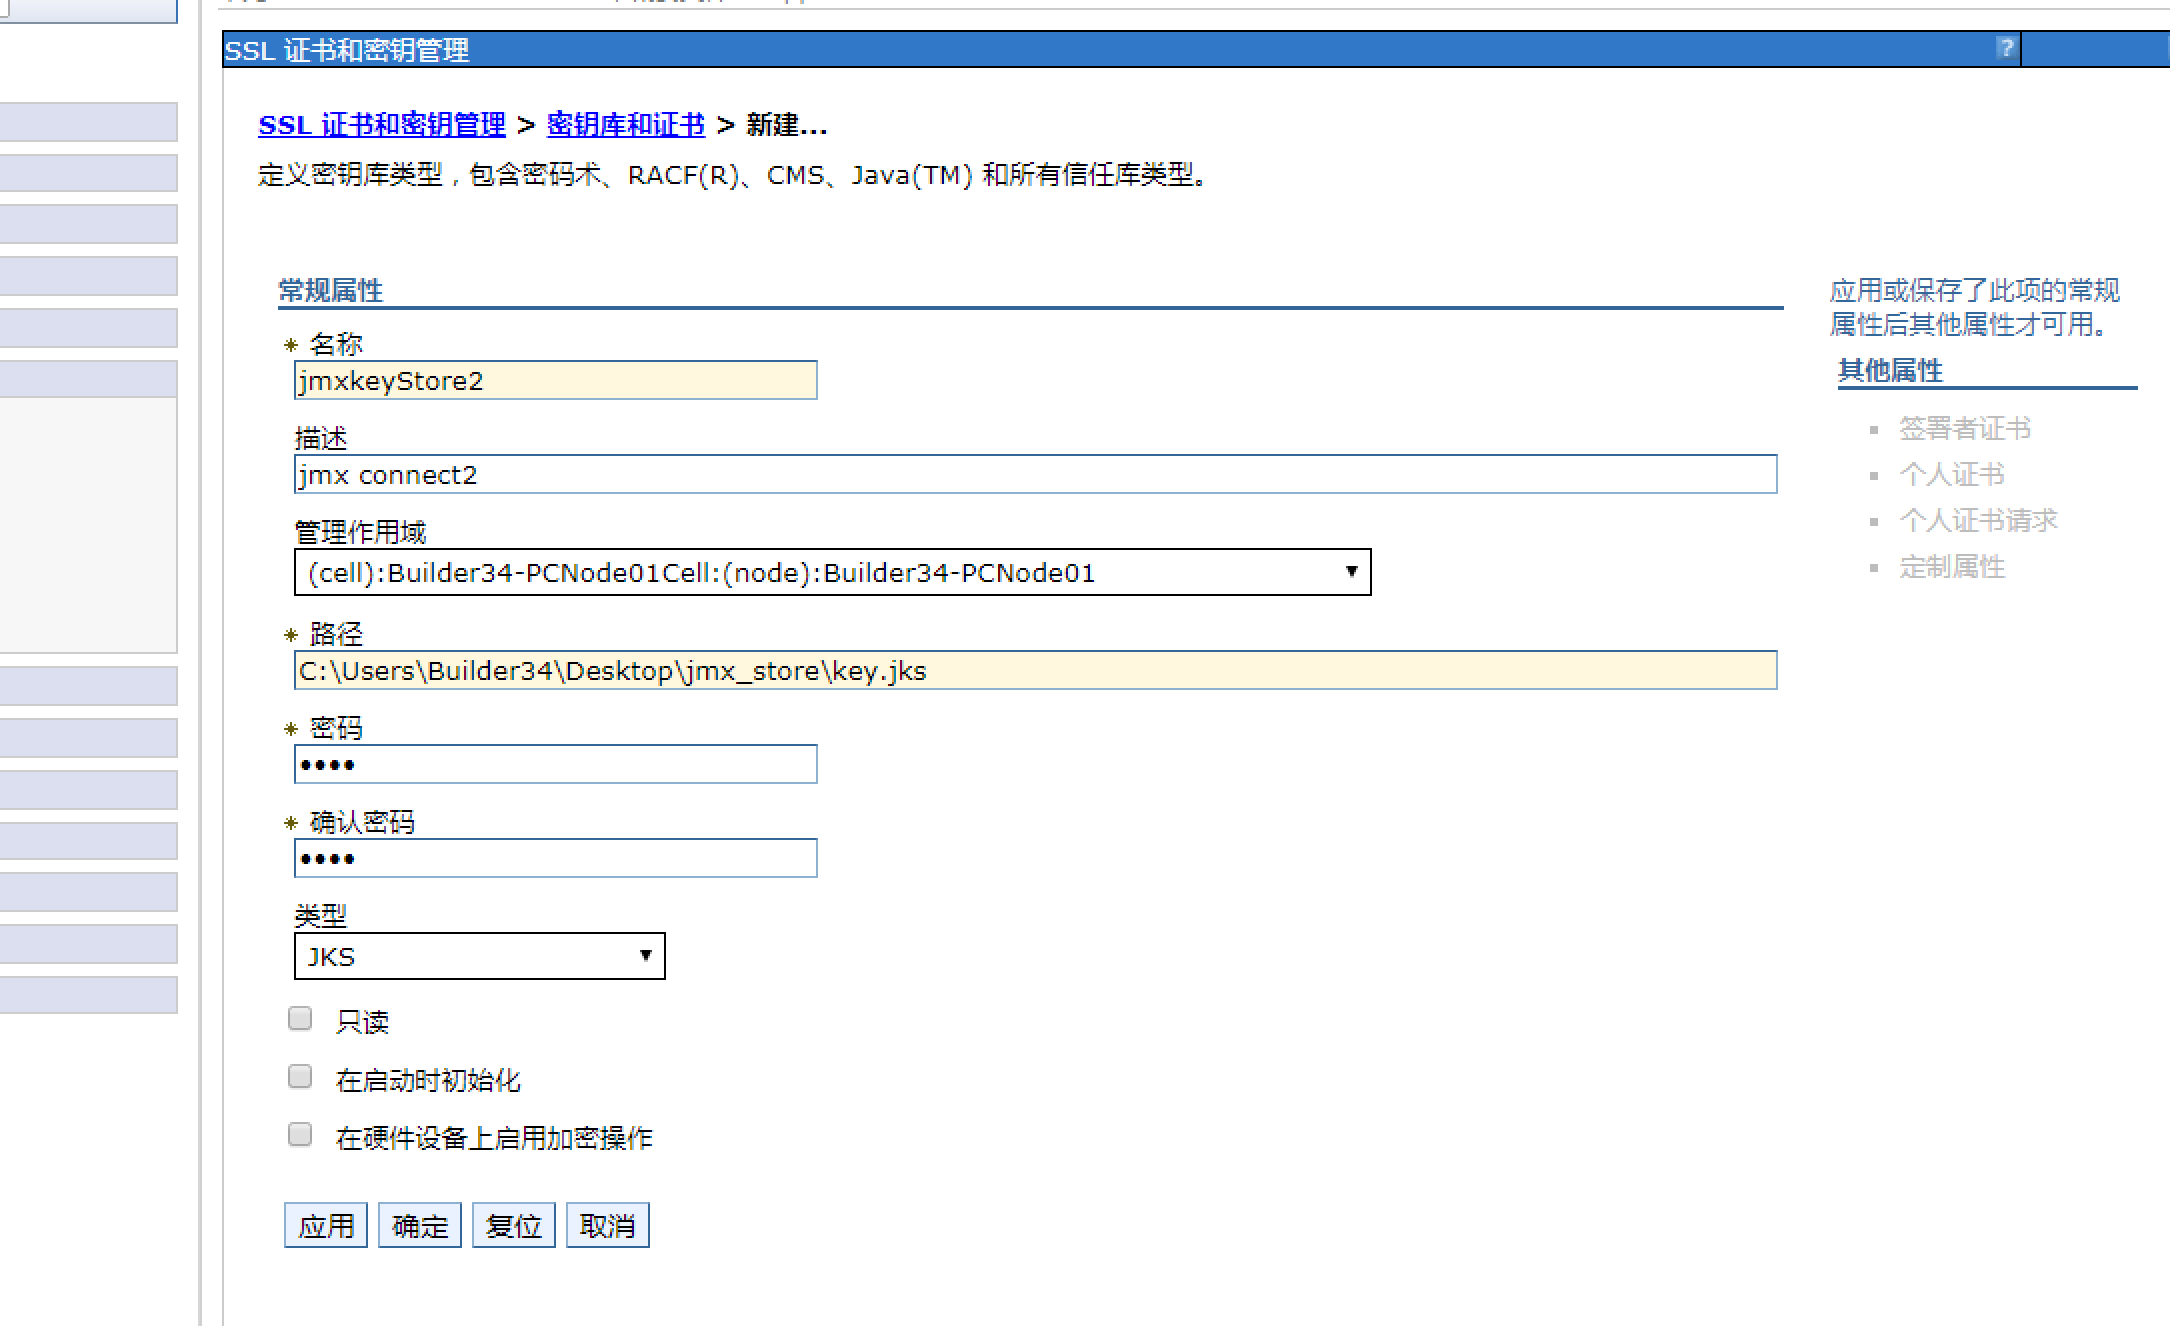 SSL 证书和密钥管理
?
SSL 证书和密钥管理 > 密钥库和证书 > 新建...
定义密钥库类型，包含密码术、RACF(R)、CMS、Java(TM) 和所有信任库类型。
常规属性
* 名称
jmxkeyStore2
描述
jmx connect2
管理作用域
(cell):Builder34-PCNode01Cell:(node):Builder34-PCNode01
* 路径
C:\Users\Builder34\Desktop\jmx_store\key.jks
* 密码
••••
* 确认密码
••••
类型
JKS
只读
在启动时初始化
在硬件设备上启用加密操作
应用 确定 复位 取消
应用或保存了此项的常规
属性后其他属性才可用。
其他属性
签署者证书
个人证书
个人证书请求
定制属性